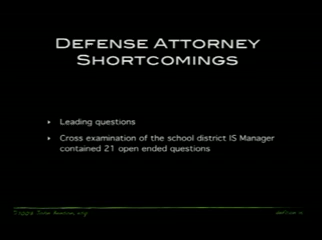 DEFENSE ATTORNEY
SHORTCOMINGS
Leading questions
Cross examination of the school district IS Manager
contained 21 open ended questions